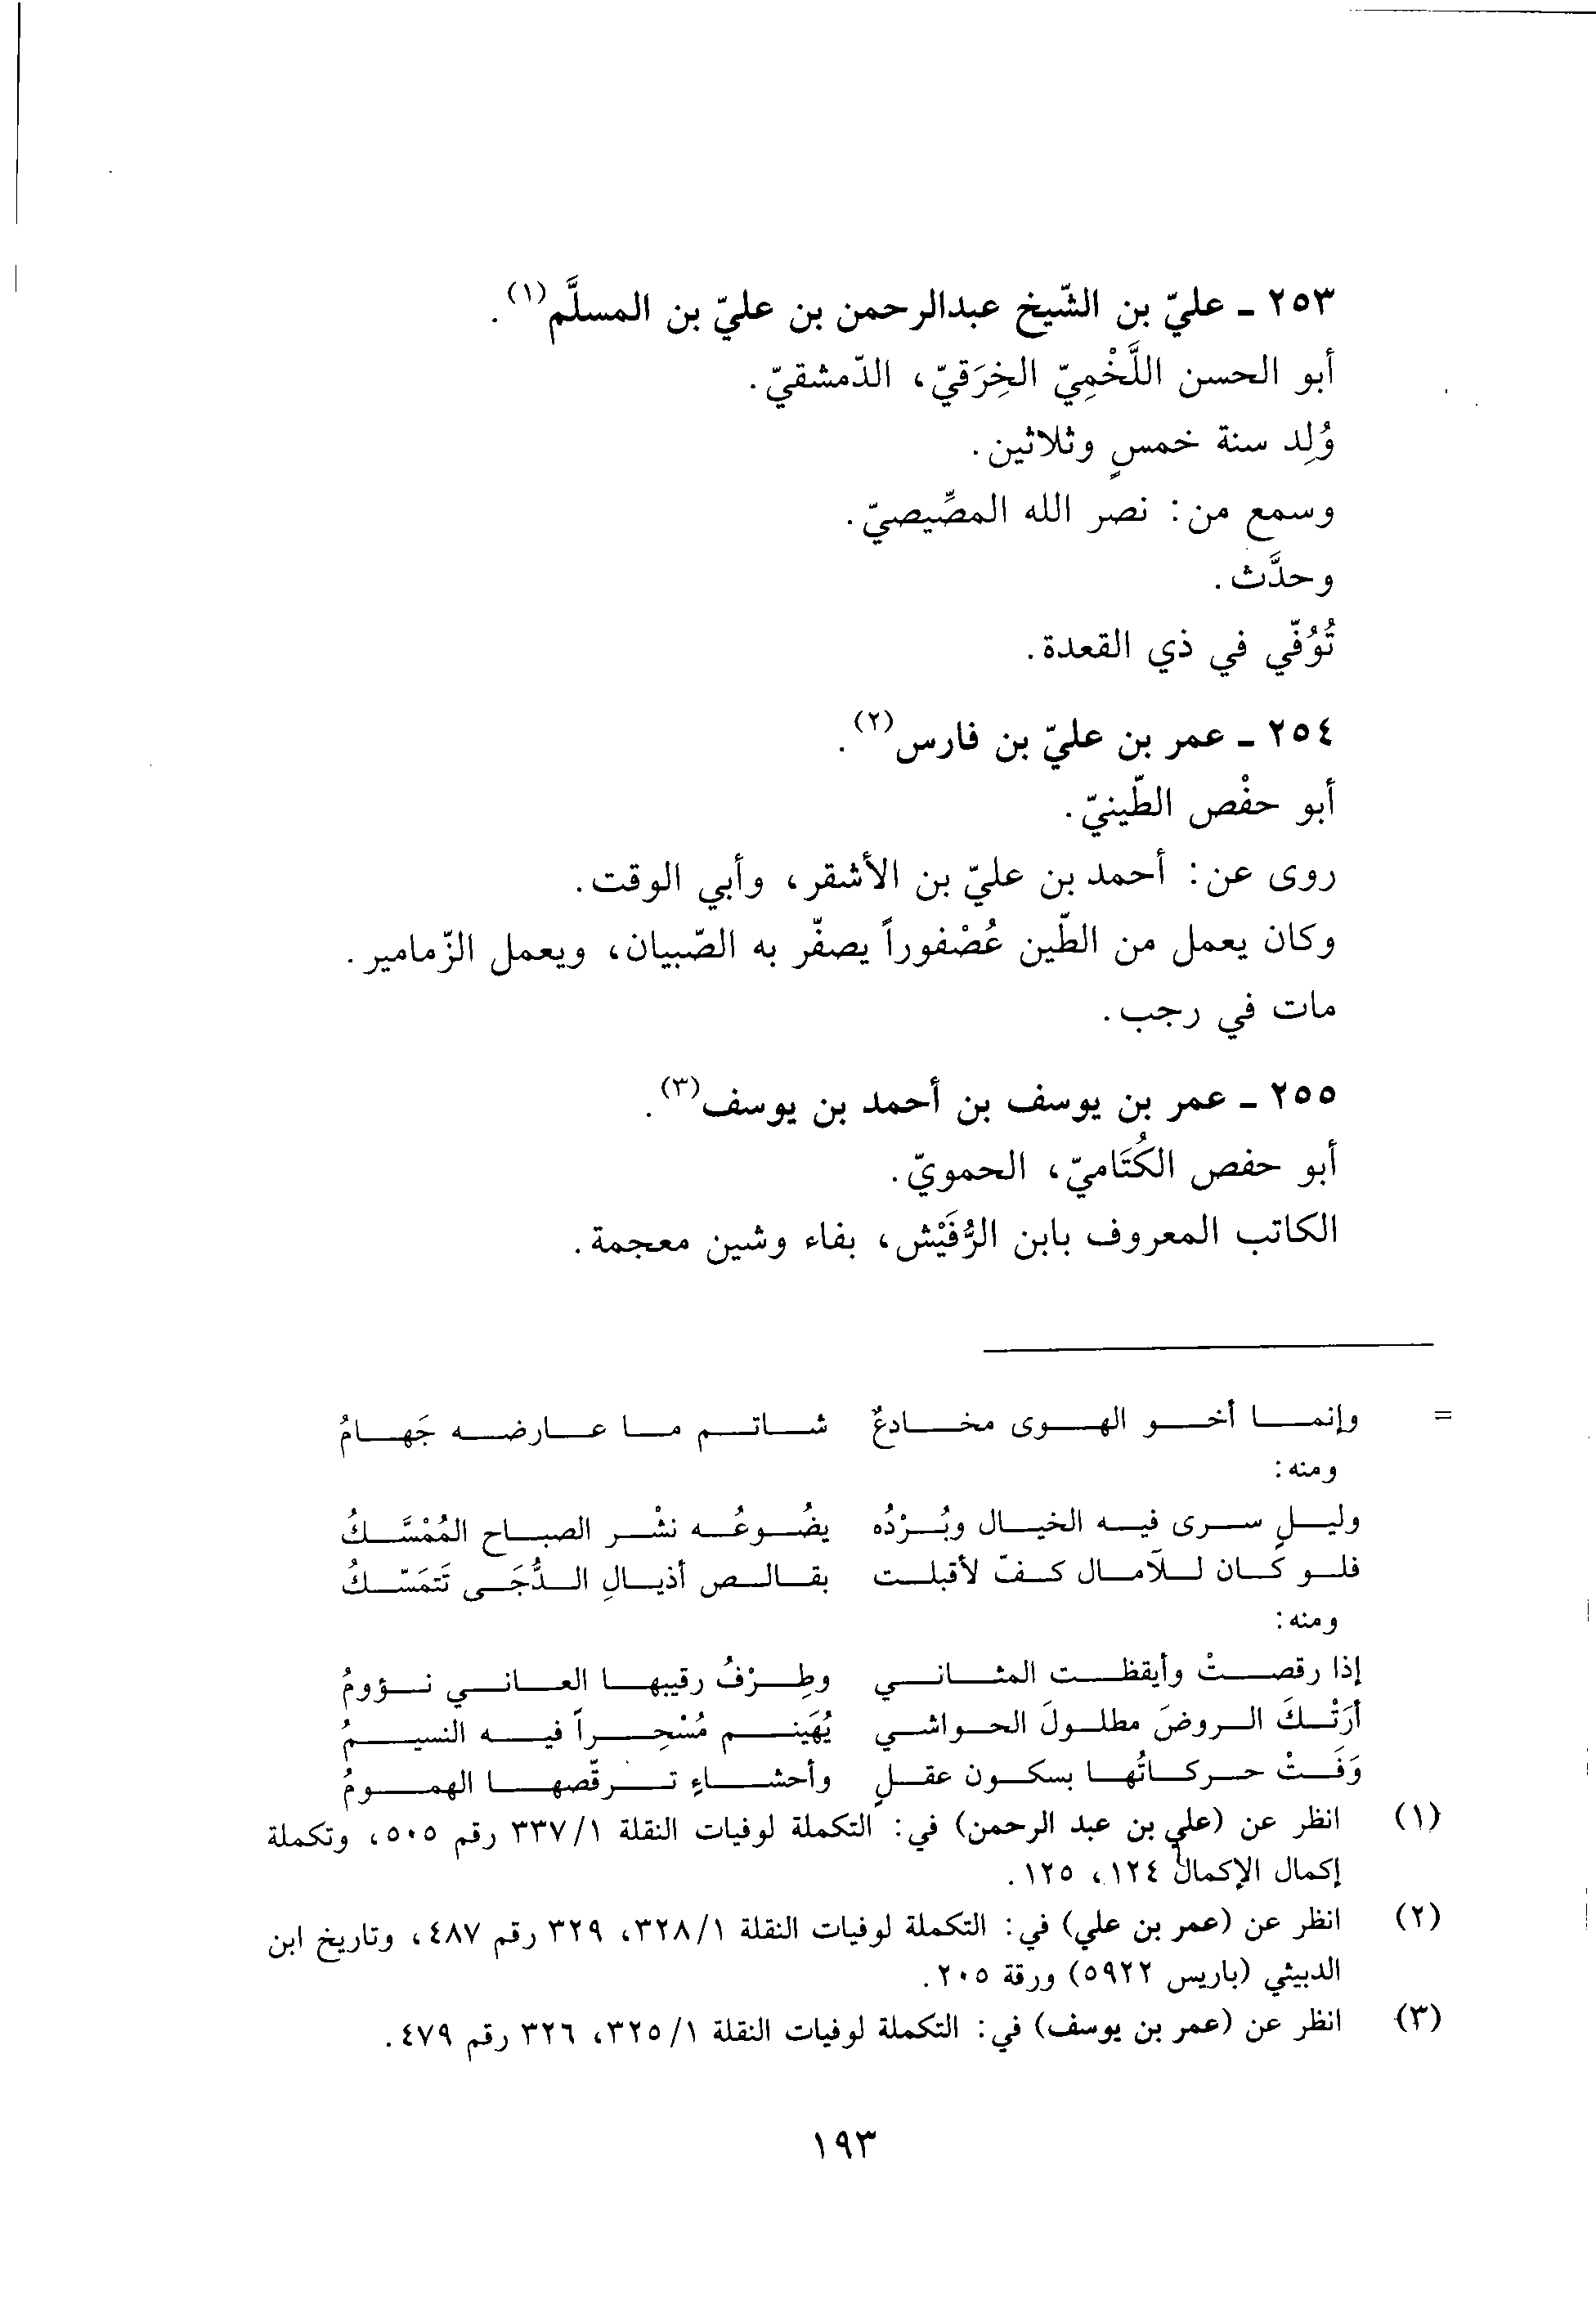 ٢٥٣ ـ عليّ بن الشّيخ عبدالرحمن بن عليّ بن المسلَّم(١).
أبو الحسن اللَّخْمِيّ الخِرَقيّ، الدّمشقيّ.
وُلِد سنة خمسٍ وثلاثين.
وسمع من: نصر الله المصِّيصيّ.
وحدَّث.
تُوُفّي في ذي القعدة.
٢٥٤ ـ عمر بن عليّ بن فارس(٢).
أبو حفْص الطّينيّ.
روى عن: أحمد بن عليّ بن الأشقر، وأبي الوقت.
وكان يعمل من الطّين عُصْفوراً يصفّر به الصّبيان، ويعمل الزّمامير.
مات في رجب.
٢٥٥ ـ عمر بن يوسف بن أحمد بن يوسف(٣).
أبو حفص الكُتَاميّ، الحمويّ.
الكاتب المعروف بابن الرُّفَيْش، بفاء وشين معجمة.
= وإنما أخو الهوى مخادعٌ شاتم ما عارضه جَهامُ
ومنه:
وليلٍ سرى فيه الخيال وبُرْدُه يضُوعُه نشْر الصباح المُمْسَّكُ
فلو كان للآمال كفّ لأقبلت بقالص أذيالِ الدُّجَى تَتمَسّكُ
ومنه:
إذا رقصتْ وأيقظت المثاني وطِرْفُ رقيبها العاني نؤومُ
أرَتْكَ الروضَ مطلولَ الحواشي يُهَينم مُسْحِراً فيه النسيمُ
وَفَتْ حركاتُها بسكون عقلٍ وأحشاءٍ ترقّصها الهمومُ
(١) انظر عن (علي بن عبد الرحمن) في: التكملة لوفيات النقلة ٣٣٧/١ رقم ٥٠٥، وتكملة
إكمال الإكمال ١٢٤، ١٢٥.
(٢) انظر عن (عمر بن علي) في: التكملة لوفيات النقلة ٣٢٨/١، ٣٢٩ رقم ٤٨٧، وتاريخ ابن
الدبيثي (باريس ٥٩٢٢) ورقة ٢٠٥.
(٣) انظر عن (عمر بن يوسف) في: التكملة لوفيات النقلة ٣٢٥/١، ٣٢٦ رقم ٤٧٩.
١٩٣